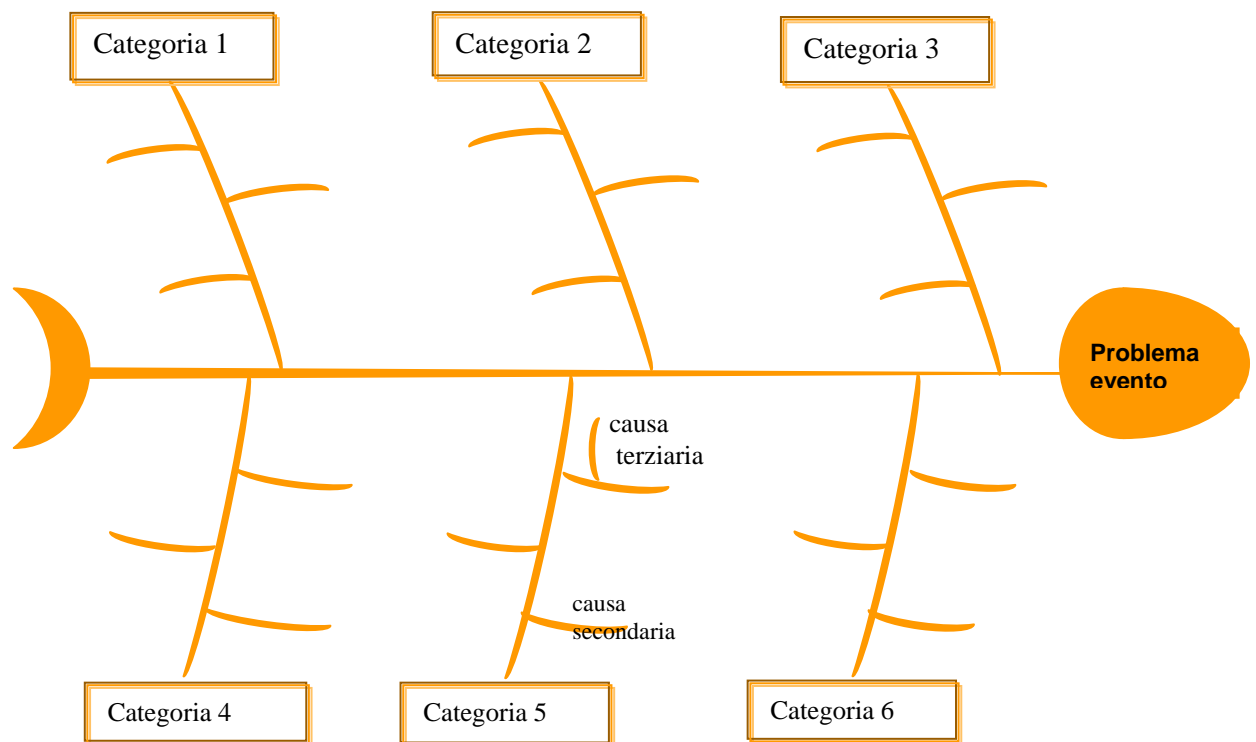 Categoria 1
Categoria 2
Categoria 3
Problema
evento
causa
terziaria
causa
secondaria
Categoria 4
Categoria 5
Categoria 6